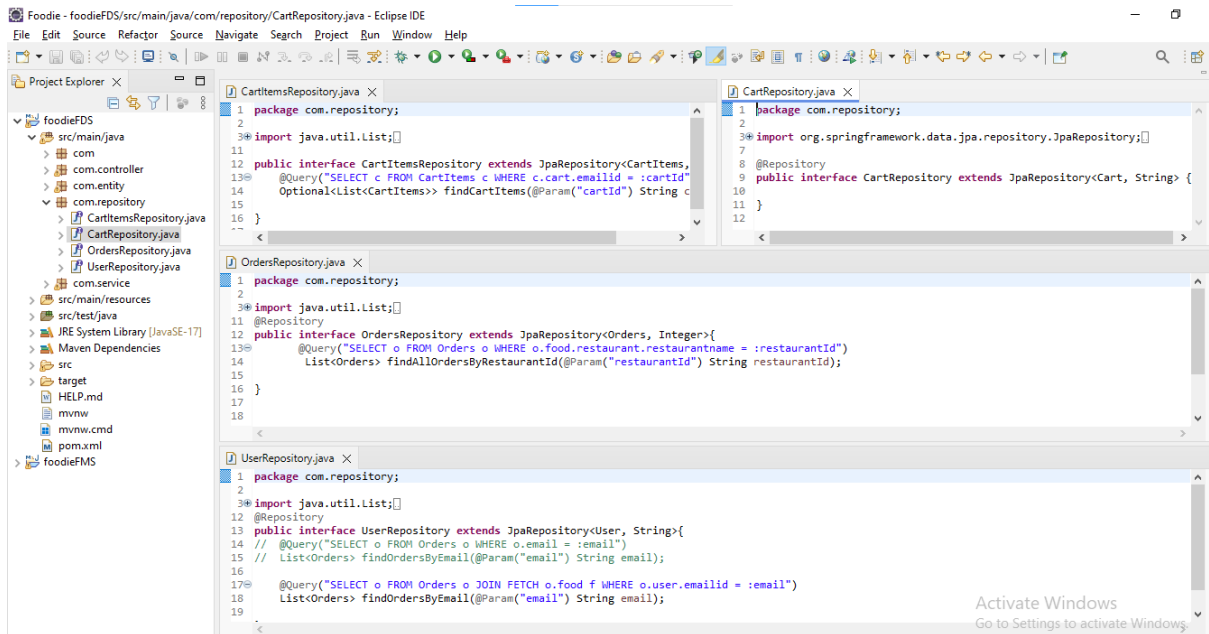 Foodie - foodieFDS/src/main/java/com/repository/CartRepository.java - Eclipse IDE
File Edit Source Refactor Source Navigate Search Project Run Window Help
Project Explorer
foodieFDS
src/main/java
com
com.controller
com.entity
com.repository
CartItemsRepository.java
CartRepository.java
OrdersRepository.java
UserRepository.java
com.service
src/main/resources
src/test/java
JRE System Library [JavaSE-17]
Maven Dependencies
src
target
HELP.md
mvnw
mvnw.cmd
pom.xml
foodieFMS
CartItemsRepository.java
1 package com.repository;
2
3 import java.util.List;
11
12 public interface CartItemsRepository extends JpaRepository<CartItems,
13 @Query("SELECT c FROM CartItems c WHERE c.cart.emailid = :cartId"
14 Optional<List<CartItems>> findCartItems(@Param("cartId") String c
15
16 }
17
CartRepository.java
1 package com.repository;
2
3 import org.springframework.data.jpa.repository.JpaRepository;
7
8 @Repository
9 public interface CartRepository extends JpaRepository<Cart, String> {
10
11 }
12
OrdersRepository.java
1 package com.repository;
2
3 import java.util.List;
11 @Repository
12 public interface OrdersRepository extends JpaRepository<Orders, Integer>{
13 @Query("SELECT o FROM Orders o WHERE o.food.restaurant.restaurantname = :restaurantId")
14 List<Orders> findAllOrdersByRestaurantId(@Param("restaurantId") String restaurantId);
15
16 }
17
18
UserRepository.java
1 package com.repository;
2
3 import java.util.List;
12 @Repository
13 public interface UserRepository extends JpaRepository<User, String>{
14 // @Query("SELECT o FROM Orders o WHERE o.email = :email")
15 // List<Orders> findOrdersByEmail(@Param("email") String email);
16
17 @Query("SELECT o FROM Orders o JOIN FETCH o.food f WHERE o.user.emailid = :email")
18 List<Orders> findOrdersByEmail(@Param("email") String email);
19
Activate Windows
Go to Settings to activate Windows.